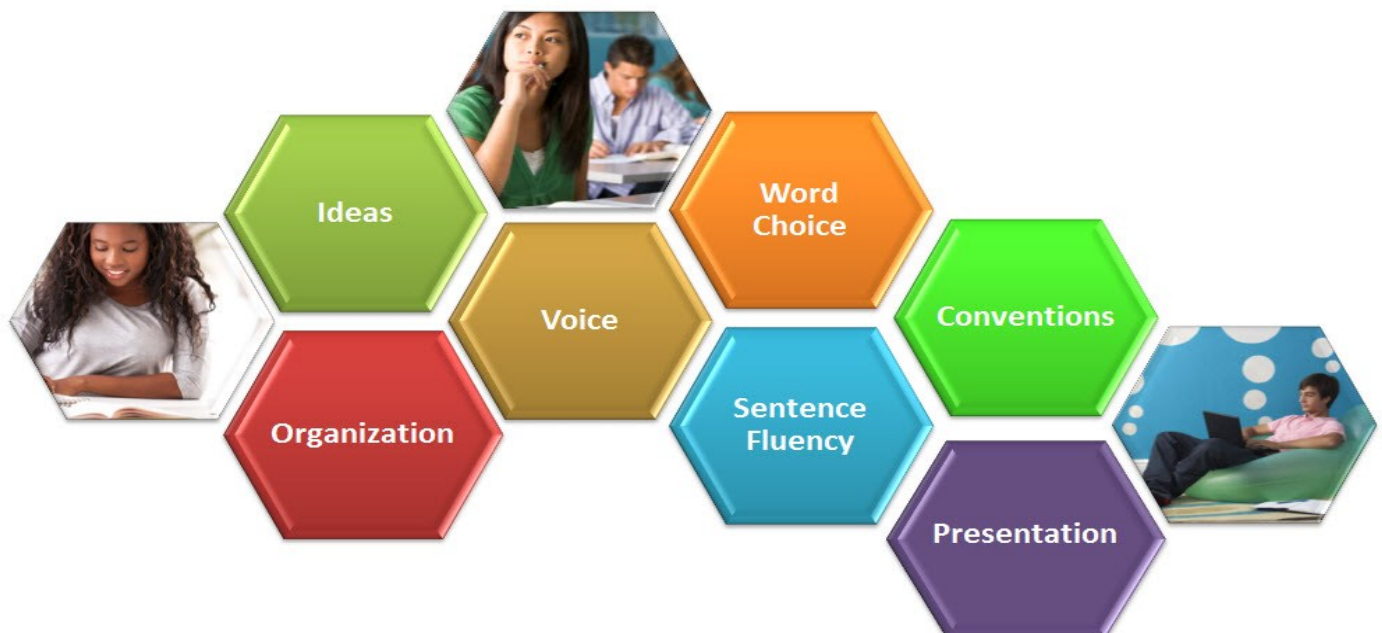 Ideas
Organization
Voice
Word
Choice
Sentence
Fluency
Conventions
Presentation